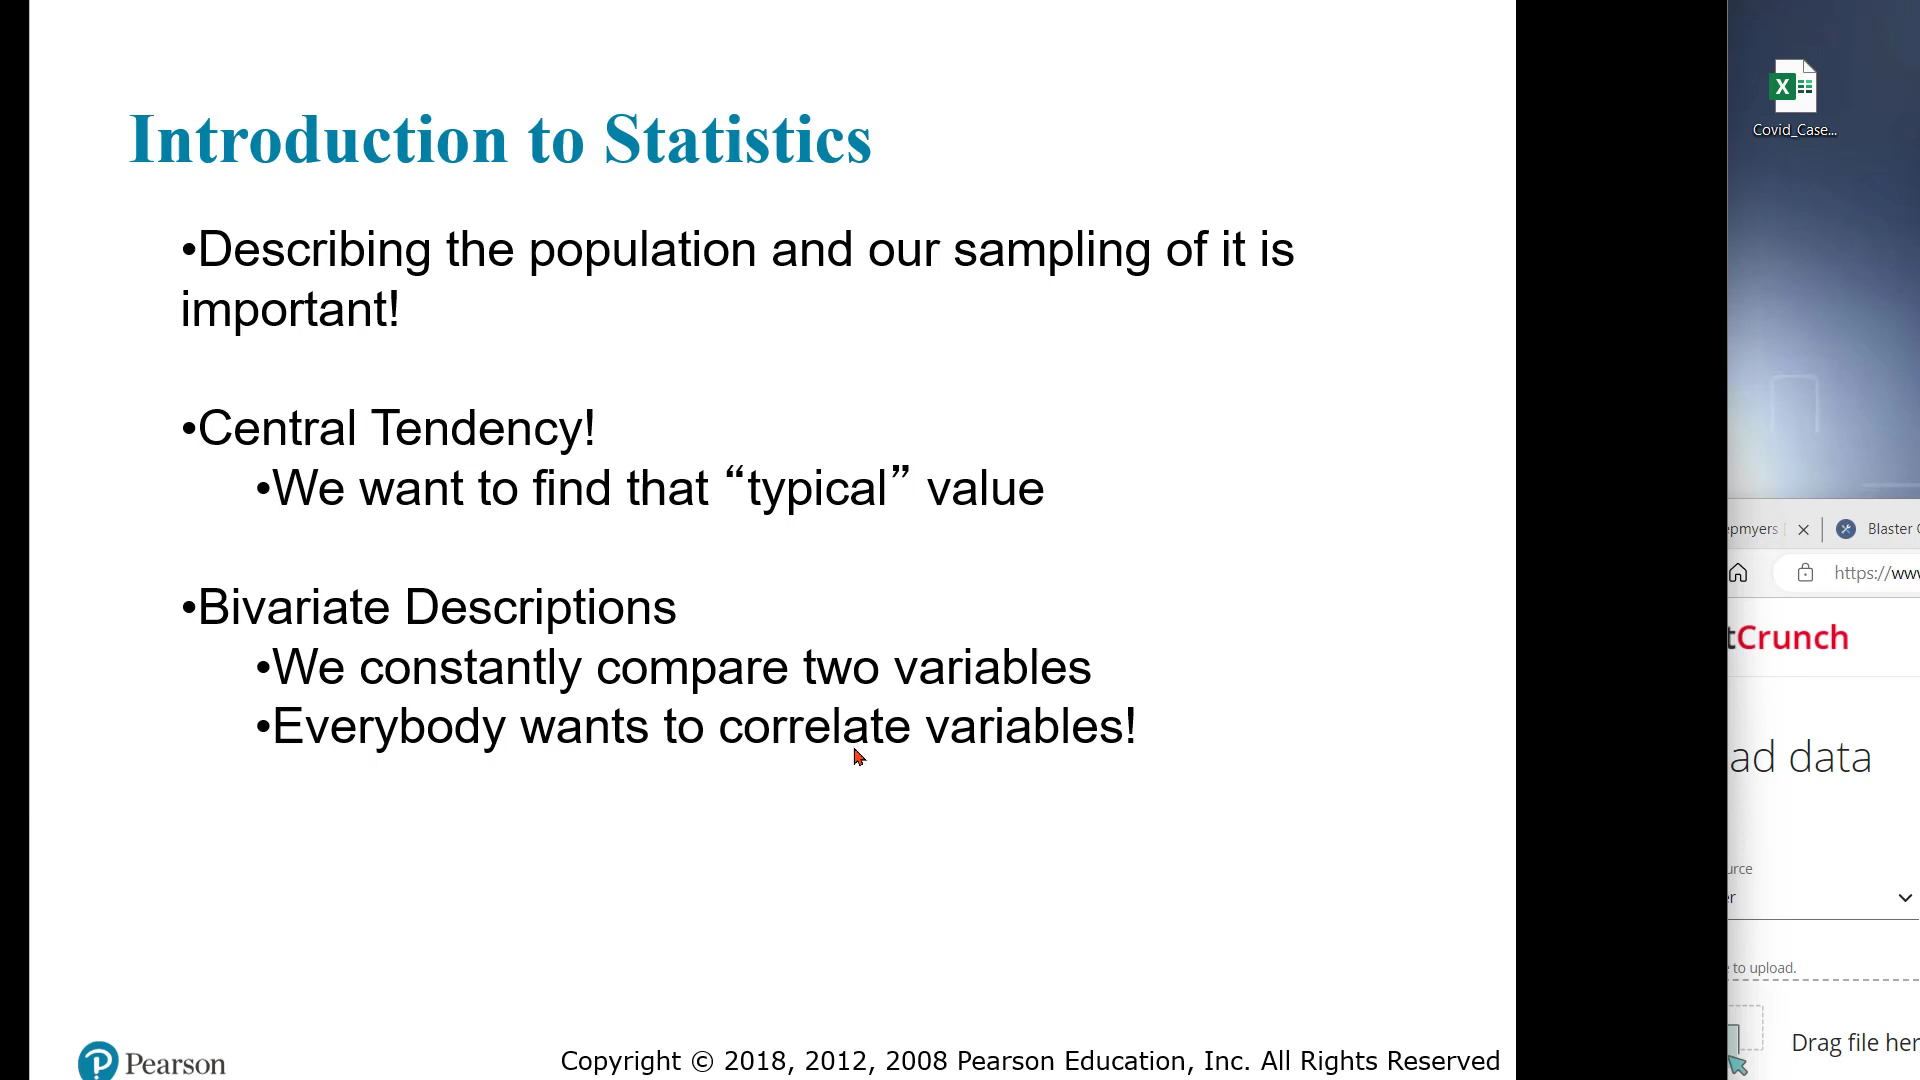 Introduction to Statistics
•Describing the population and our sampling of it is
important!
•Central Tendency!
•We want to find that “typical” value
•Bivariate Descriptions
•We constantly compare two variables
•Everybody wants to correlate variables!
Pearson
Copyright © 2018, 2012, 2008 Pearson Education, Inc. All Rights Reserved
Covid_Case...
epmyers
Blaster
https://www
tCrunch
ad data
urce
er
to upload.
Drag file her